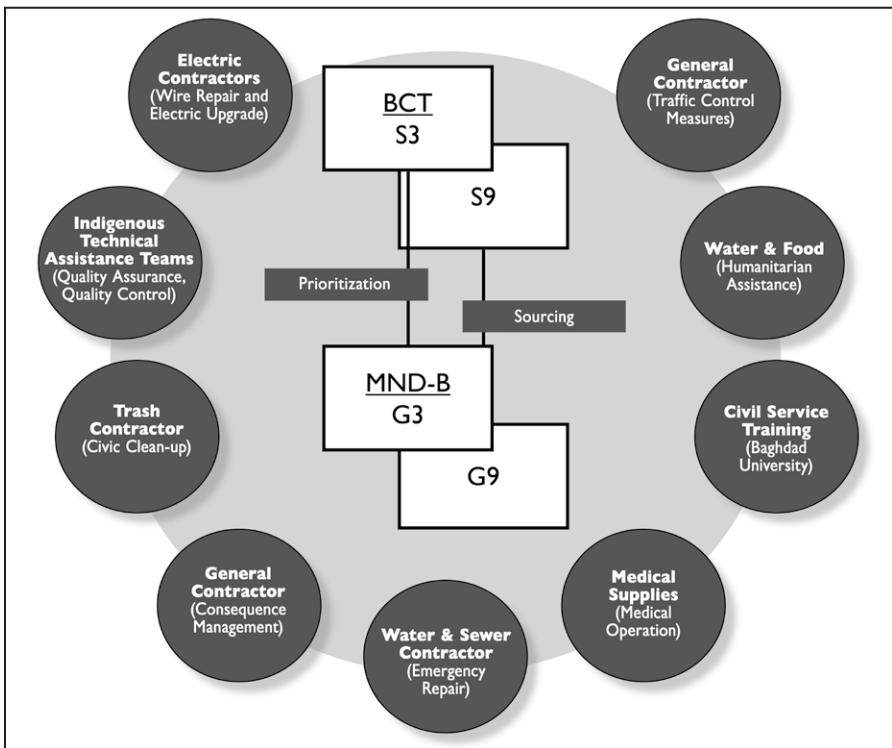 Electric
Contractors
(Wire Repair and
Electric Upgrade)
BCT
S3
S9
General
Contractor
(Traffic Control
Measures)
Indigenous
Technical
Assistance Teams
(Quality Assurance,
Quality Control)
Prioritization
Sourcing
Water & Food
(Humanitarian
Assistance)
MND-B
G3
G9
Trash
Contractor
(Civic Clean-up)
Civil Service
Training
(Baghdad
University)
General
Contractor
(Consequence
Management)
Water & Sewer
Contractor
(Emergency
Repair)
Medical
Supplies
(Medical
Operation)